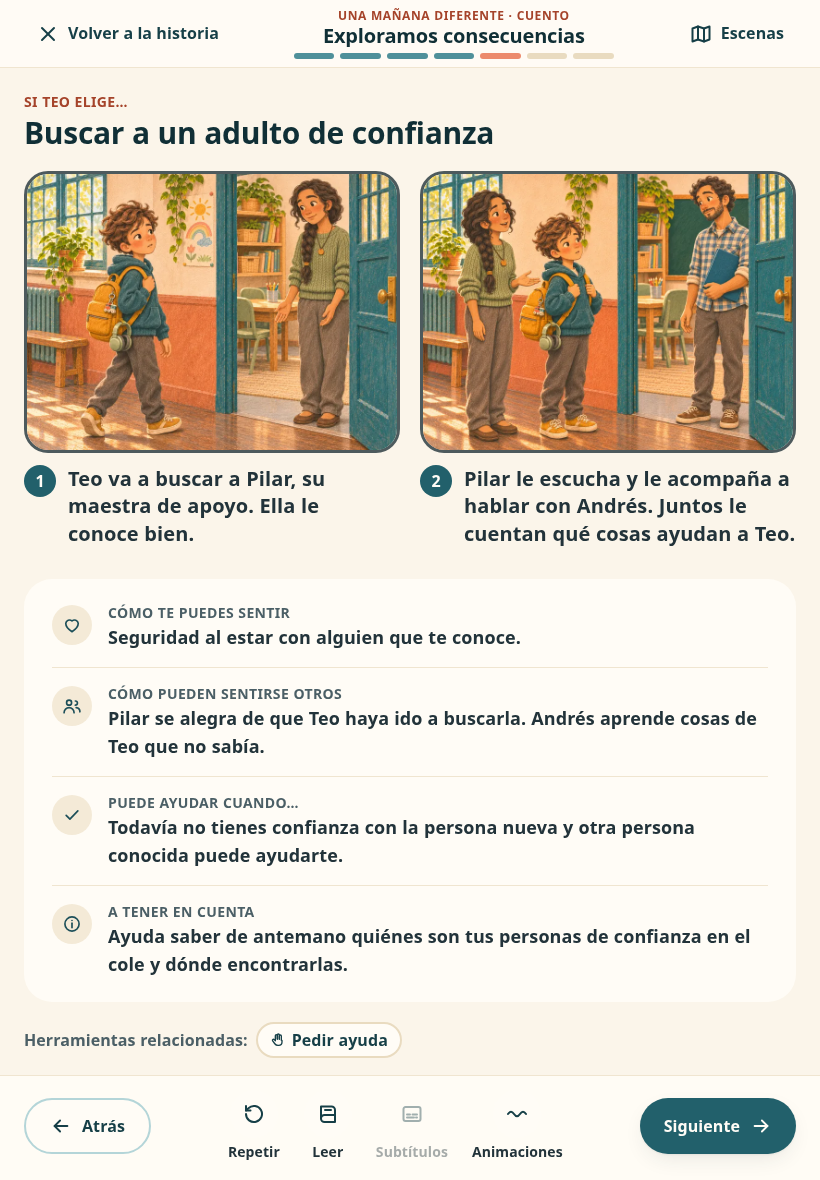 Volver a la historia
UNA MAÑANA DIFERENTE · CUENTO
Exploramos consecuencias
Escenas
SI TEO ELIGE...
Buscar a un adulto de confianza
1
Teo va a buscar a Pilar, su
maestra de apoyo. Ella le
conoce bien.
2
Pilar le escucha y le acompaña a
hablar con Andrés. Juntos le
cuentan qué cosas ayudan a Teo.
CÓMO TE PUEDES SENTIR
Seguridad al estar con alguien que te conoce.
CÓMO PUEDEN SENTIRSE OTROS
Pilar se alegra de que Teo haya ido a buscarla. Andrés aprende cosas de
Teo que no sabía.
PUEDE AYUDAR CUANDO...
Todavía no tienes confianza con la persona nueva y otra persona
conocida puede ayudarte.
A TENER EN CUENTA
Ayuda saber de antemano quiénes son tus personas de confianza en el
cole y dónde encontrarlas.
Herramientas relacionadas:
Pedir ayuda
Atrás
Repetir
Leer
Subtítulos
Animaciones
Siguiente